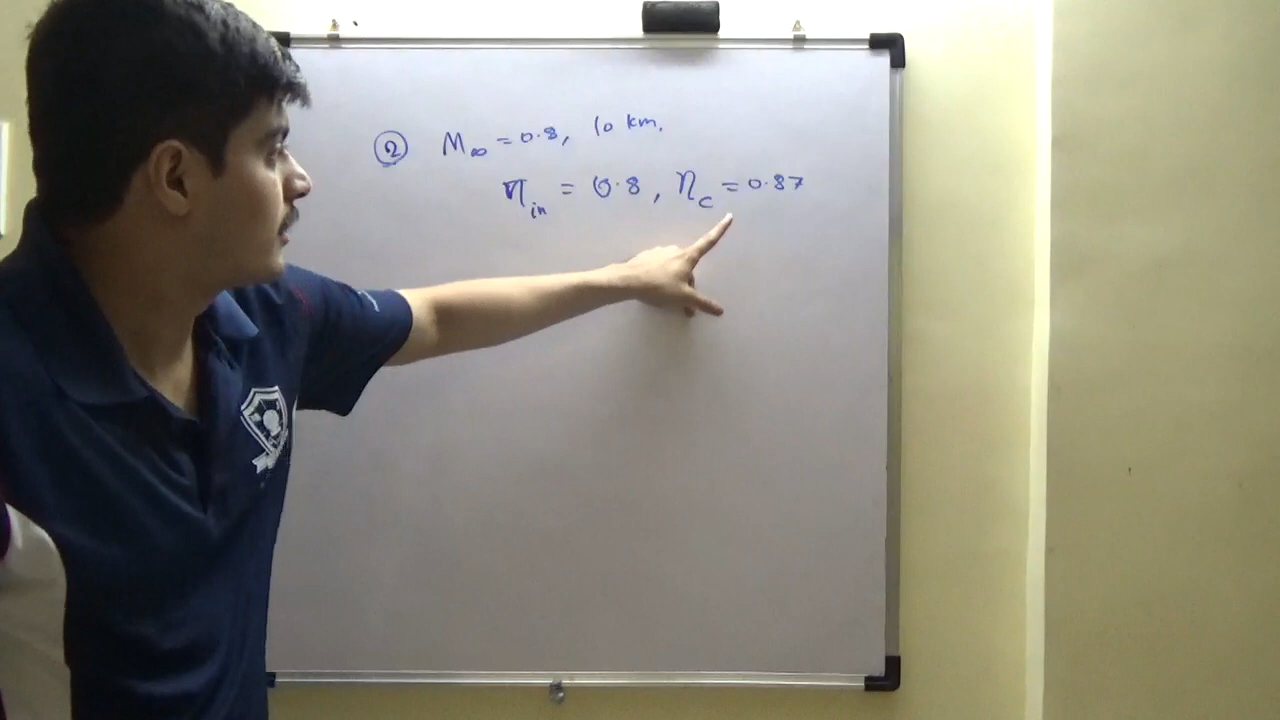 ② M∞ = 0.8, 10 km.
η_in = 0.8, η_c = 0.87